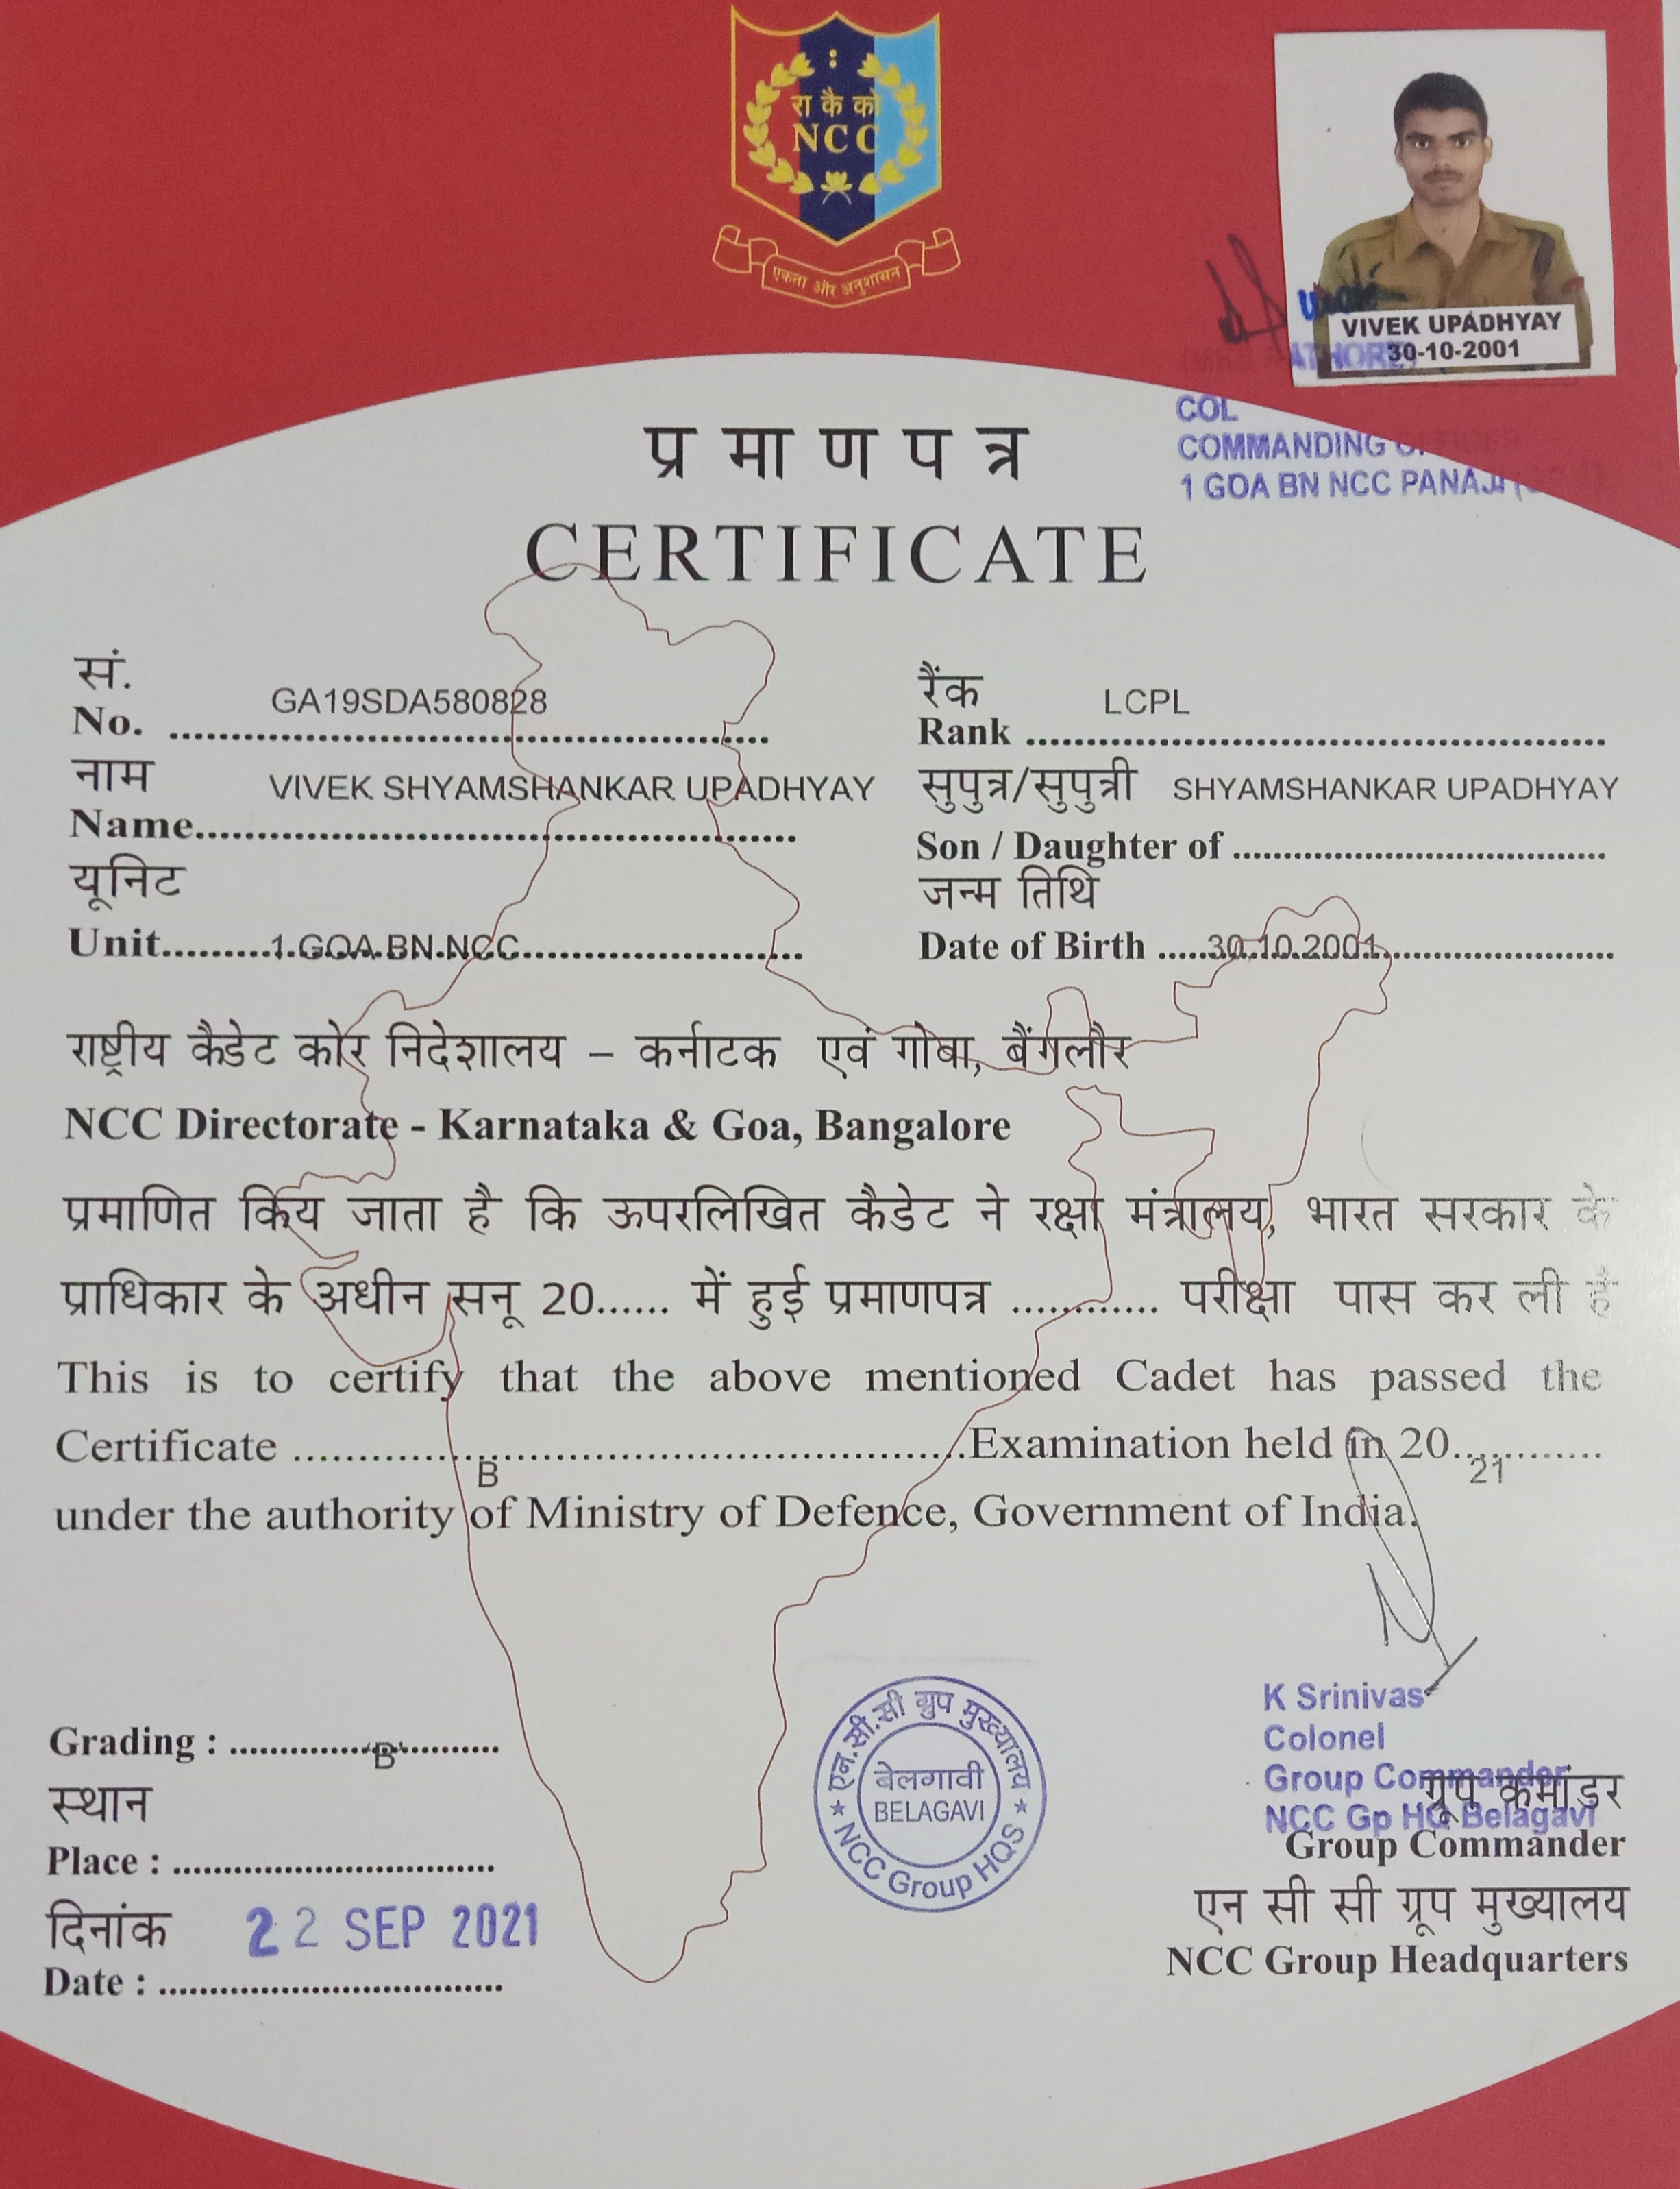 रा कै को
NCC
एकता और अनुशासन
VIVEK UPADHYAY
30-10-2001
COL
COMMANDING
1 GOA BN NCC PANAJI
प्रमाणपत्र
CERTIFICATE
सं. GA19SDA580828
No. ............................................
रैंक LCPL
Rank ............................................
नाम VIVEK SHYAMSHANKAR UPADHYAY
Name............................................
सुपुत्र/सुपुत्री SHYAMSHANKAR UPADHYAY
Son / Daughter of ....................................
यूनिट
Unit.........1 GOA BN NCC............................
जन्म तिथि
Date of Birth .....30.10.2001.......................
राष्ट्रीय कैडेट कोर निदेशालय – कर्नाटक एवं गोवा, बैंगलौर
NCC Directorate - Karnataka & Goa, Bangalore
प्रमाणित किय जाता है कि ऊपरलिखित कैडेट ने रक्षा मंत्रालय, भारत सरकार के
प्राधिकार के अधीन सनू 20...... में हुई प्रमाणपत्र ............ परीक्षा पास कर ली है
This is to certify that the above mentioned Cadet has passed the
Certificate ......................B......................Examination held in 20....21........
under the authority of Ministry of Defence, Government of India.
K Srinivas
Colonel
Group Commander
NCC Gp HQ Belagavi
ग्रूप कमांडर
Group Commander
एन सी सी ग्रूप मुख्यालय
NCC Group Headquarters
एन.सी.सी ग्रुप मुख्यालय
बेलगावी
BELAGAVI
★ NCC Group HQS ★
Grading : ..............'B'............
स्थान
Place : ..................................
दिनांक 22 SEP 2021
Date : ....................................